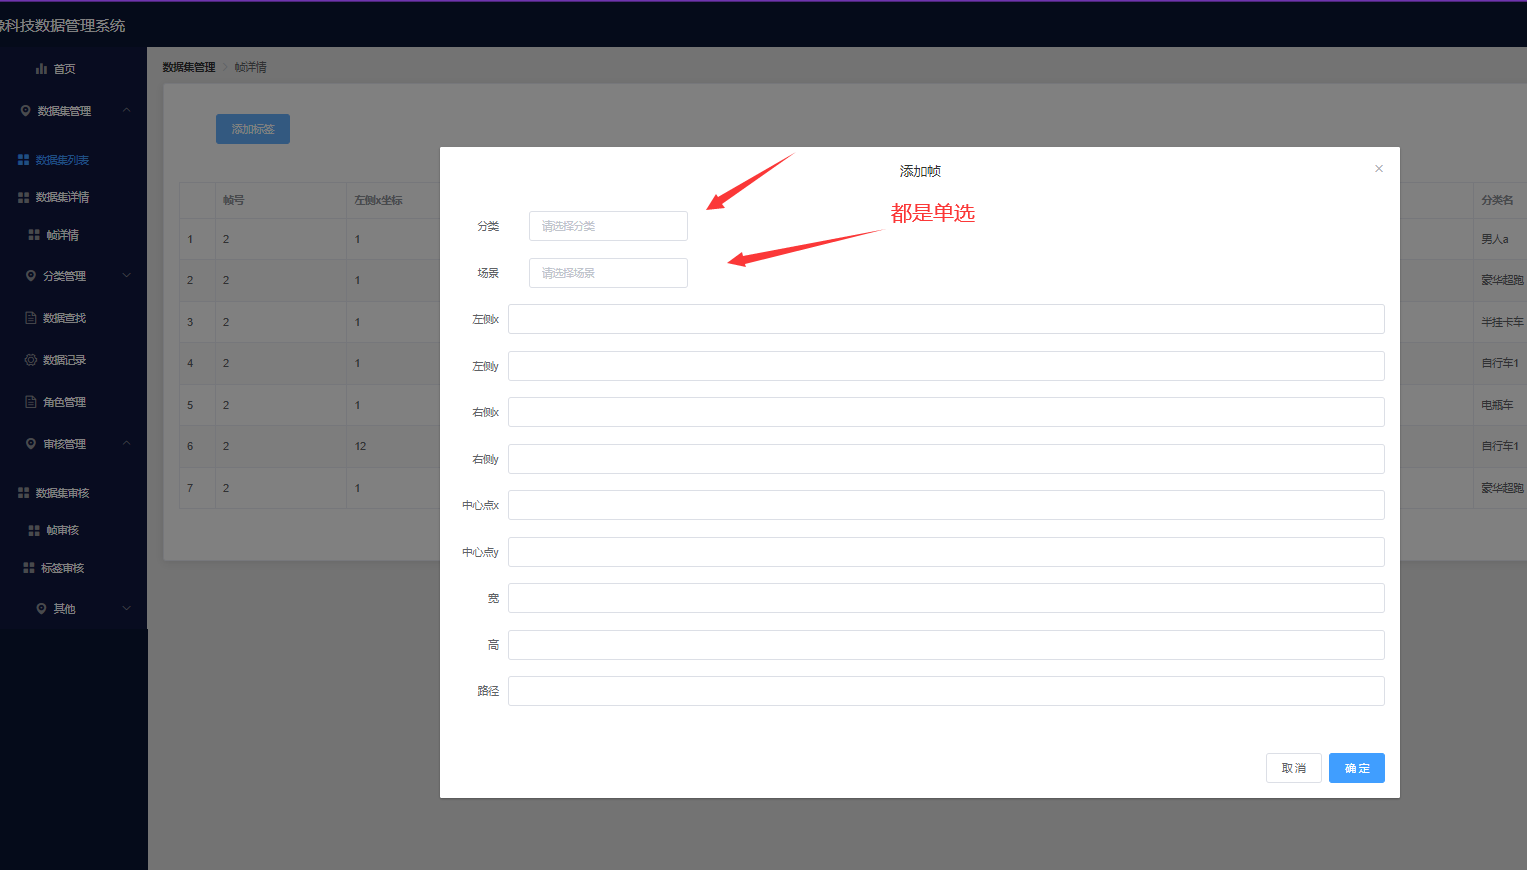 像科技数据管理系统
首页
数据集管理
数据集列表
数据集详情
帧详情
分类管理
数据查找
数据记录
角色管理
审核管理
数据集审核
帧审核
标签审核
其他
数据集管理 > 帧详情
添加标签
帧号 左侧x坐标 分类名
1 2 1 男人a
2 2 1 豪华超跑
3 2 1 半挂卡车
4 2 1 自行车1
5 2 1 电瓶车
6 2 12 自行车1
7 2 1 豪华超跑
添加帧
都是单选
分类 请选择分类
场景 请选择场景
左侧x
左侧y
右侧x
右侧y
中心点x
中心点y
宽
高
路径
取消 确定